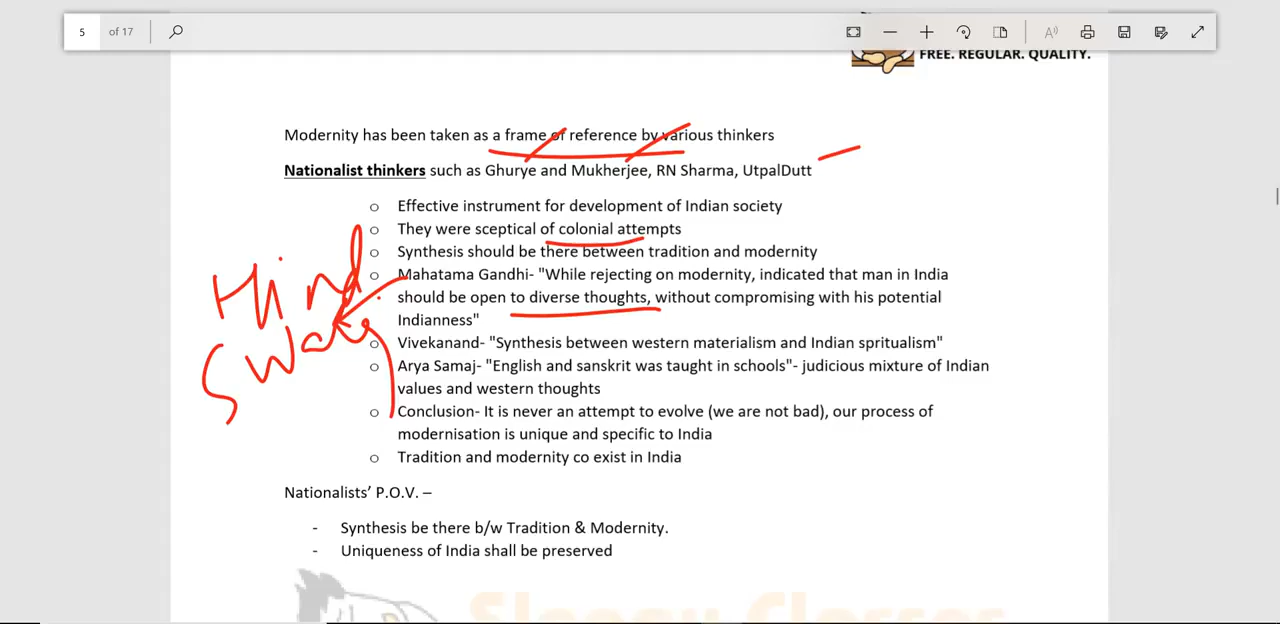 5 of 17
FREE. REGULAR. QUALITY.
Modernity has been taken as a frame of reference by various thinkers
Nationalist thinkers such as Ghurye and Mukherjee, RN Sharma, UtpalDutt
o Effective instrument for development of Indian society
o They were sceptical of colonial attempts
o Synthesis should be there between tradition and modernity
o Mahatama Gandhi- "While rejecting on modernity, indicated that man in India
should be open to diverse thoughts, without compromising with his potential
Indianness"
o Vivekanand- "Synthesis between western materialism and Indian spritualism"
o Arya Samaj- "English and sanskrit was taught in schools"- judicious mixture of Indian
values and western thoughts
o Conclusion- It is never an attempt to evolve (we are not bad), our process of
modernisation is unique and specific to India
o Tradition and modernity co exist in India
Hind
Swaraj
Nationalists' P.O.V. –
- Synthesis be there b/w Tradition & Modernity.
- Uniqueness of India shall be preserved
Sleepy Classes